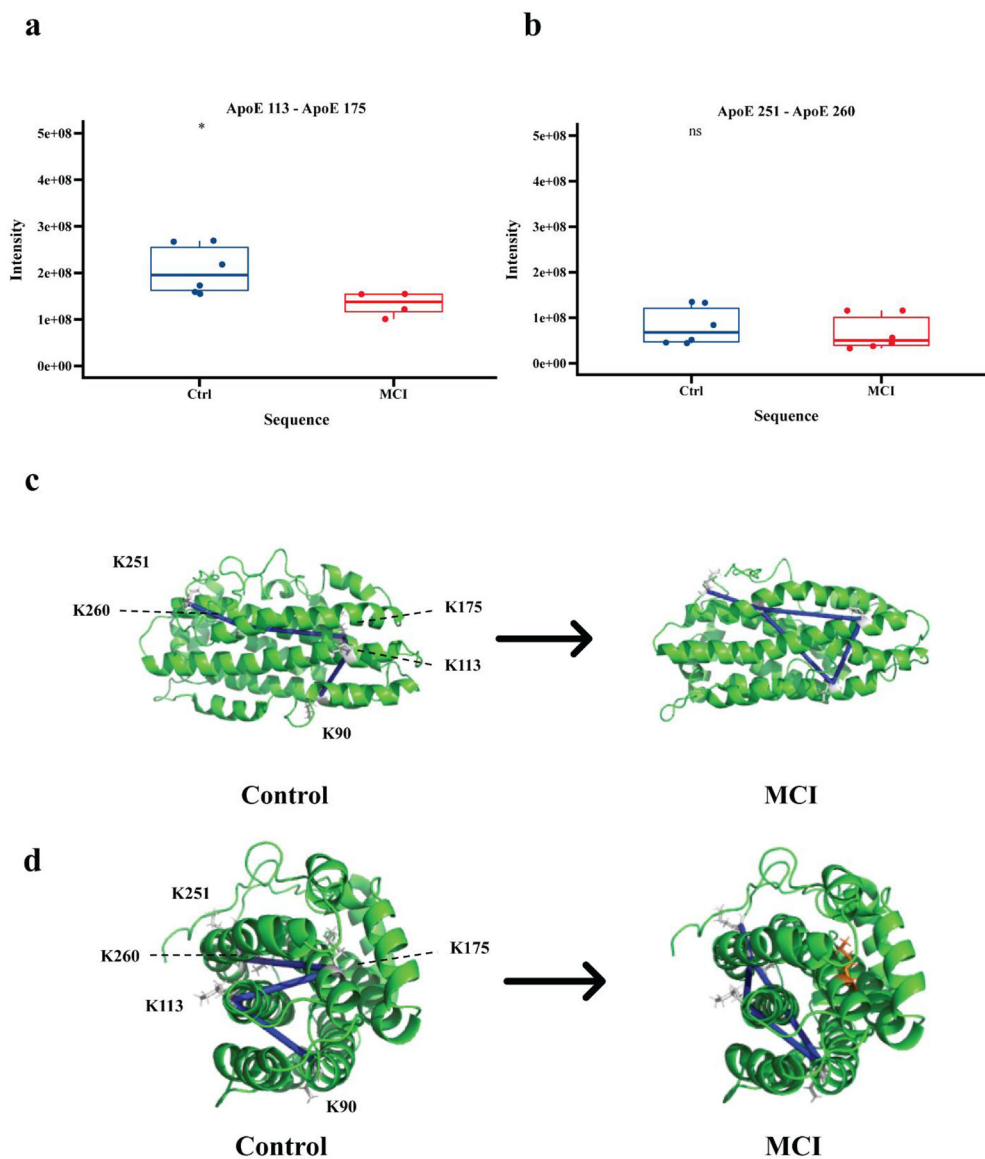 a
ApoE 113 - ApoE 175
*
5e+08
4e+08
3e+08
2e+08
1e+08
0e+00
Intensity
Ctrl
MCI
Sequence
b
ApoE 251 - ApoE 260
ns
5e+08
4e+08
3e+08
2e+08
1e+08
0e+00
Intensity
Ctrl
MCI
Sequence
c
K251
K260
K175
K113
K90
Control
MCI
d
K251
K260
K175
K113
K90
Control
MCI